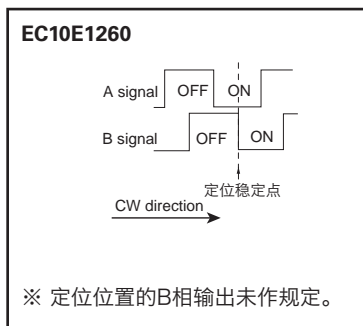 EC10E1260
A signal OFF ON
B signal OFF ON
定位稳定点
CW direction
※ 定位位置的B相输出未作规定。